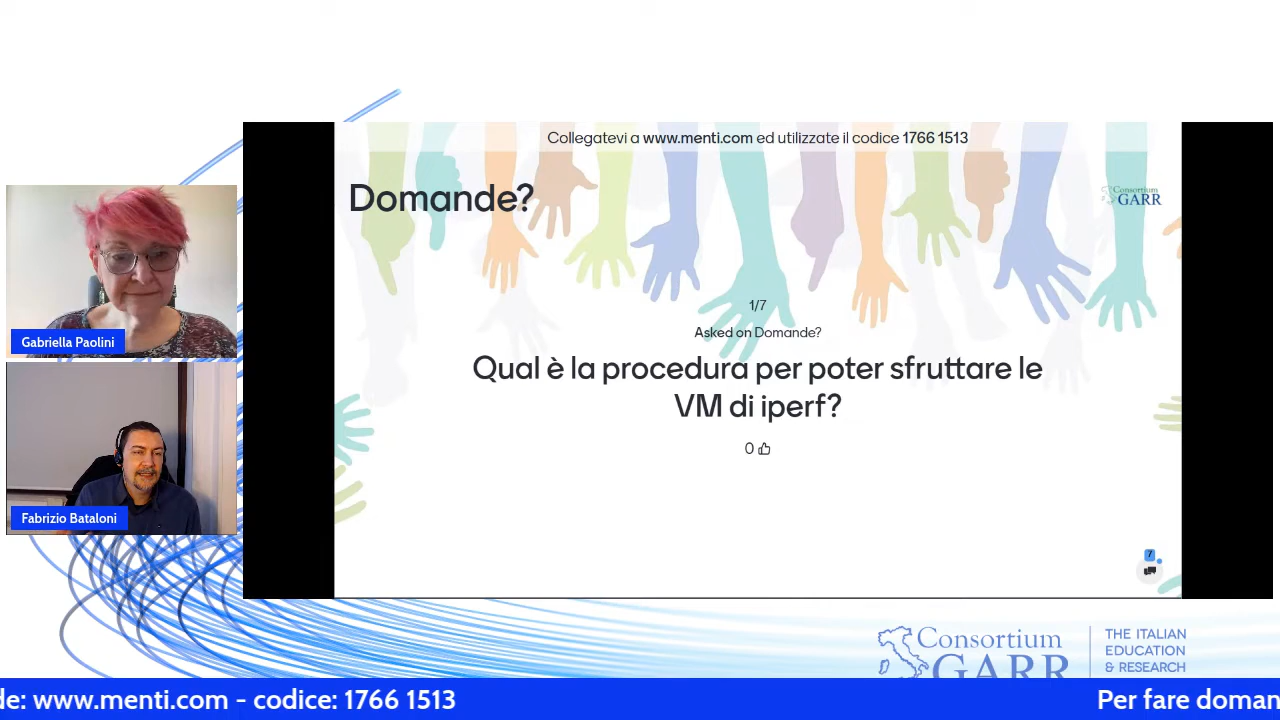 Collegatevi a www.menti.com ed utilizzate il codice 1766 1513
Domande?
Consortium
GARR
1/7
Asked on Domande?
Qual è la procedura per poter sfruttare le
VM di iperf?
0
7
Gabriella Paolini
Fabrizio Bataloni
Consortium
GARR
THE ITALIAN
EDUCATION
& RESEARCH
de: www.menti.com - codice: 1766 1513
Per fare doman